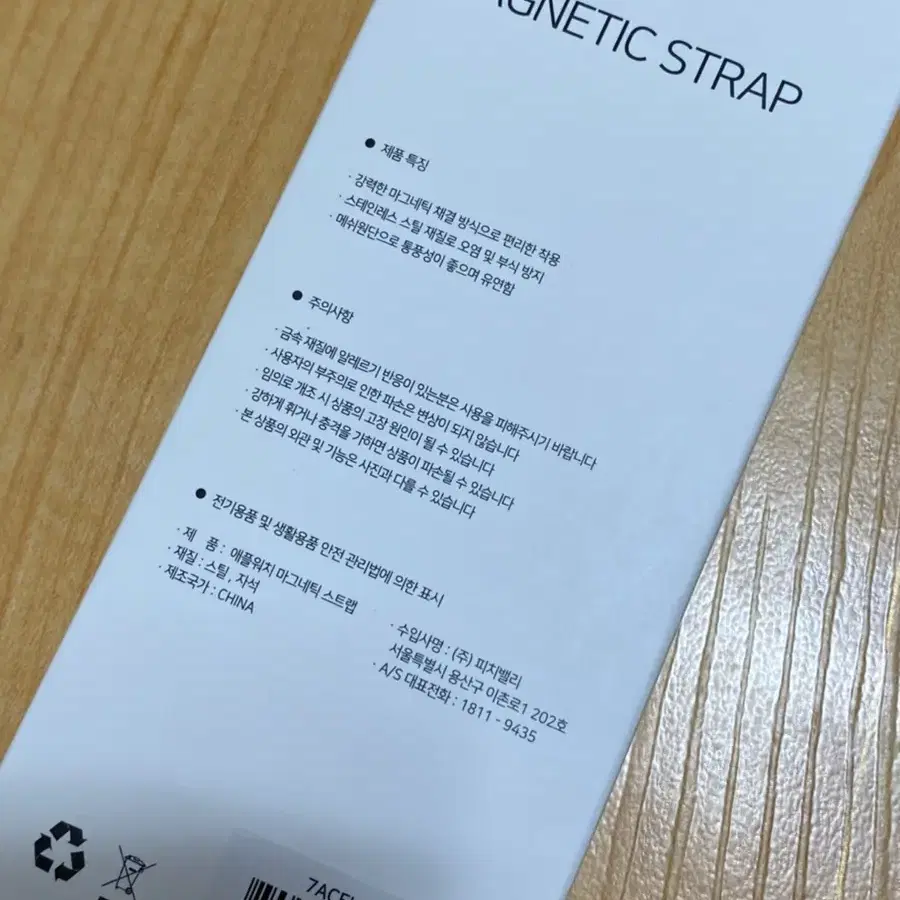 MAGNETIC STRAP
● 제품 특징
· 강력한 마그네틱 채결 방식으로 편리한 착용
· 스테인레스 스틸 재질로 오염 및 부식 방지
· 메쉬원단으로 통풍성이 좋으며 유연함
● 주의사항
· 금속 재질에 알레르기 반응이 있는분은 사용을 피해주시기 바랍니다
· 사용자의 부주의로 인한 파손은 변상이 되지 않습니다
· 임의로 개조 시 상품의 고장 원인이 될 수 있습니다
· 강하게 휘거나 충격을 가하면 상품이 파손될 수 있습니다
· 본 상품의 외관 및 기능은 사진과 다를 수 있습니다
● 전기용품 및 생활용품 안전 관리법에 의한 표시
· 제 품 : 애플워치 마그네틱 스트랩
· 재질 : 스틸 , 자석
· 제조국가 : CHINA
· 수입사명 : (주) 피치밸리
서울특별시 용산구 이촌로1 202호
· A/S 대표전화 : 1811 - 9435